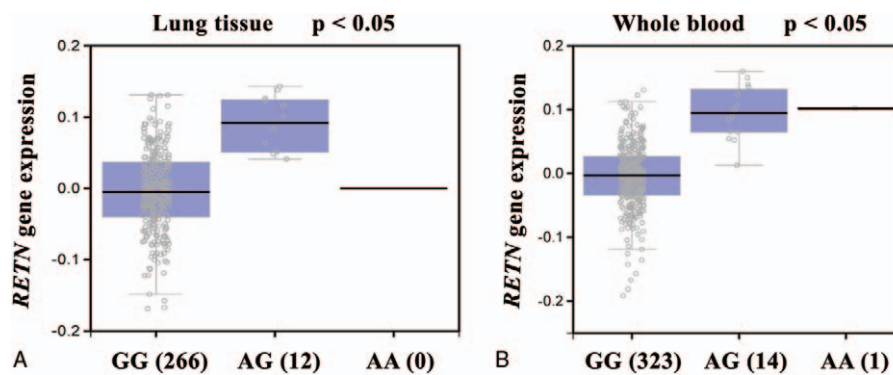 Lung tissue p < 0.05
RETN gene expression
0.2
0.1
0.0
-0.1
-0.2
A
GG (266) AG (12) AA (0)
Whole blood p < 0.05
RETN gene expression
0.2
0.1
0.0
-0.1
-0.2
B
GG (323) AG (14) AA (1)